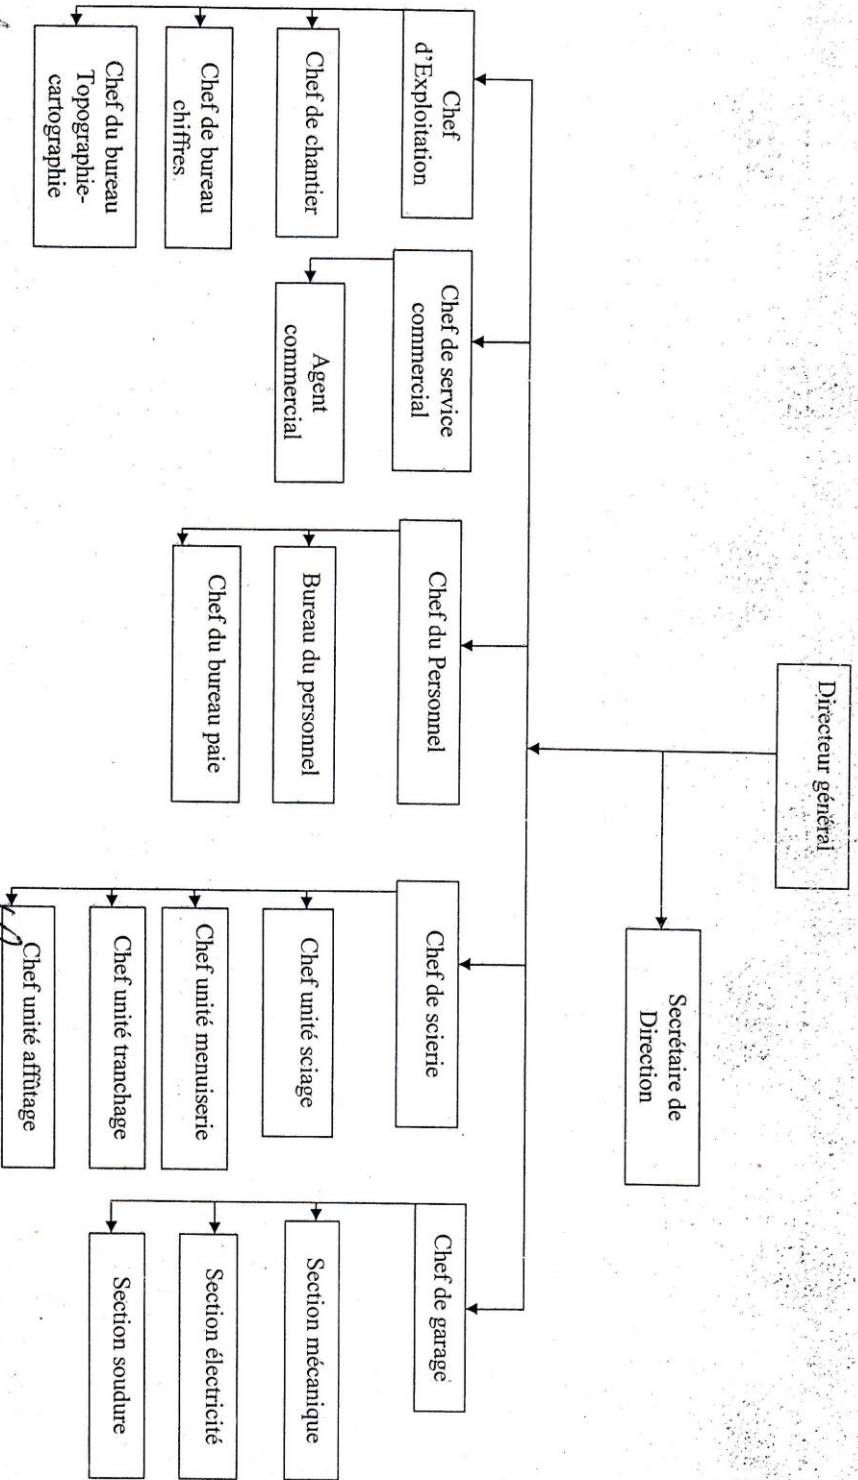 Directeur général
Secrétaire de
Direction
Chef
d'Exploitation
Chef de chantier
Chef de bureau
chiffres.
Chef du bureau
Topographie-
cartographie
Chef de service
commercial
Agent
commercial
Chef du Personnel
Bureau du personnel
Chef du bureau paie
Chef de scierie
Chef unité sciage
Chef unité menuiserie
Chef unité tranchage
Chef unité affûtage
Chef de garage
Section mécanique
Section électricité
Section soudure